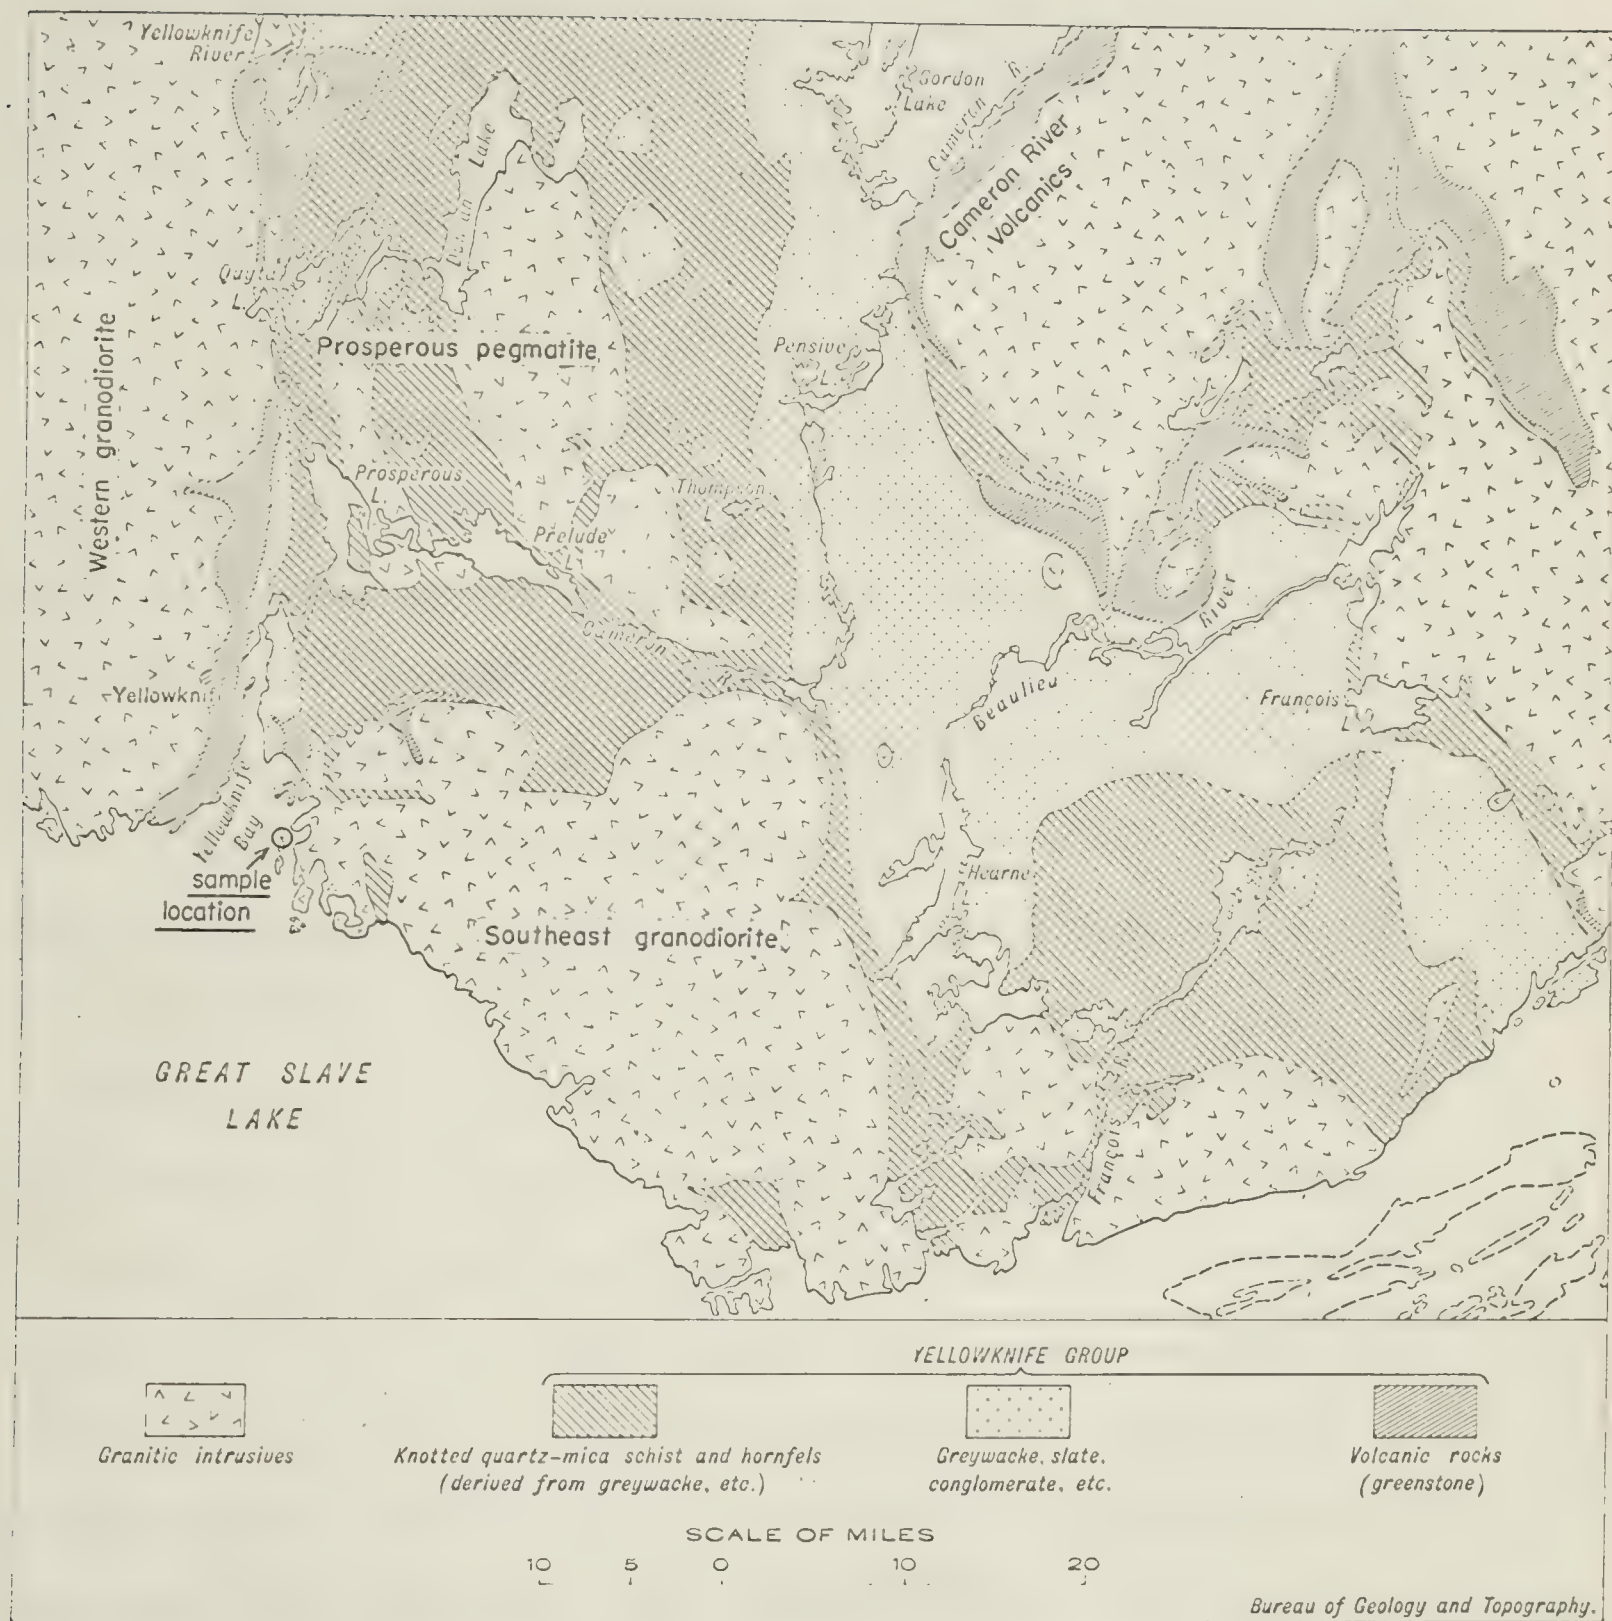 Yellowknife
River
Gordon
Lake
Cameron R.
Lake
Cameron River
Volcanics
L.
Western granodiorite
Prosperous pegmatite
Pensive
L.
Prosperous
L.
Thompson
L.
Prelude
L.
Cameron
River
Beaulieu
François
L.
Yellowknife
Bay
sample
location
Hearne
Southeast granodiorite
GREAT SLAVE
LAKE
François
YELLOWKNIFE GROUP
Granitic intrusives
Knotted quartz-mica schist and hornfels
(derived from greywacke, etc.)
Greywacke, slate,
conglomerate, etc.
Volcanic rocks
(greenstone)
SCALE OF MILES
10 5 0 10 20
Bureau of Geology and Topography.